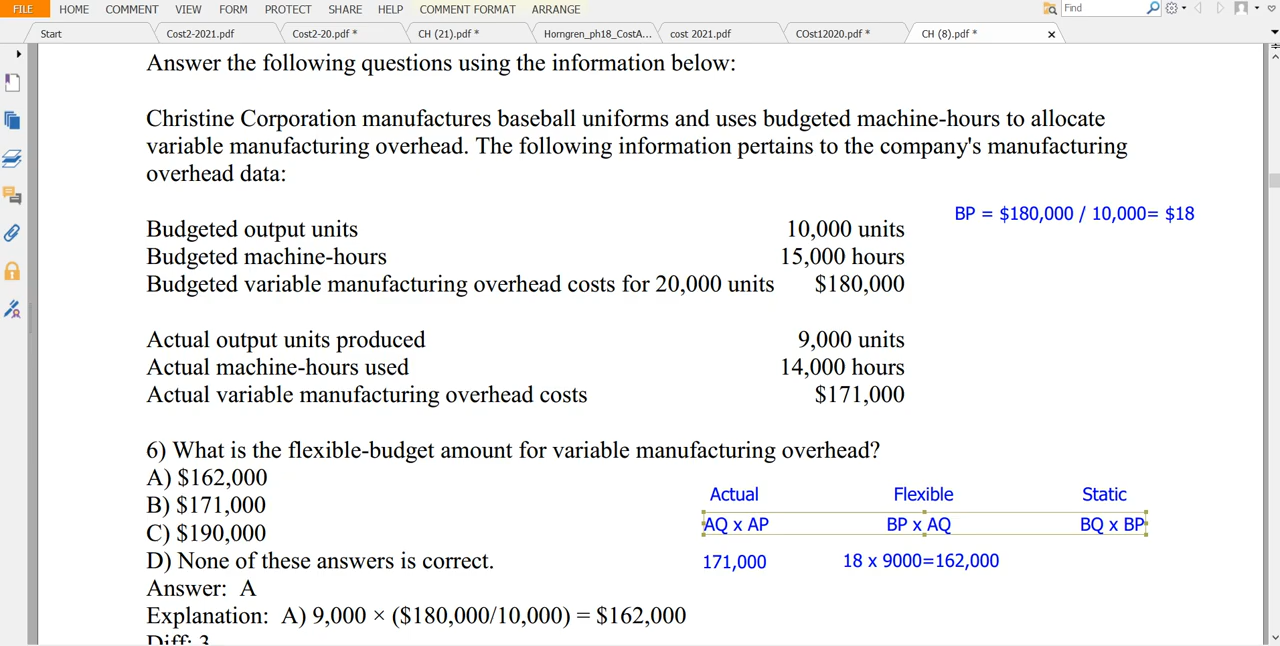 FILE HOME COMMENT VIEW FORM PROTECT SHARE HELP COMMENT FORMAT ARRANGE Find
Start Cost2-2021.pdf Cost2-20.pdf * CH (21).pdf * Horngren_ph18_CostA... cost 2021.pdf COst12020.pdf * CH (8).pdf *
Answer the following questions using the information below:
Christine Corporation manufactures baseball uniforms and uses budgeted machine-hours to allocate
variable manufacturing overhead. The following information pertains to the company's manufacturing
overhead data:
BP = $180,000 / 10,000= $18
Budgeted output units 10,000 units
Budgeted machine-hours 15,000 hours
Budgeted variable manufacturing overhead costs for 20,000 units $180,000
Actual output units produced 9,000 units
Actual machine-hours used 14,000 hours
Actual variable manufacturing overhead costs $171,000
6) What is the flexible-budget amount for variable manufacturing overhead?
A) $162,000
B) $171,000
C) $190,000
D) None of these answers is correct.
Answer: A
Explanation: A) 9,000 × ($180,000/10,000) = $162,000
Diff: 3
Actual Flexible Static
AQ x AP BP x AQ BQ x BP
171,000 18 x 9000=162,000